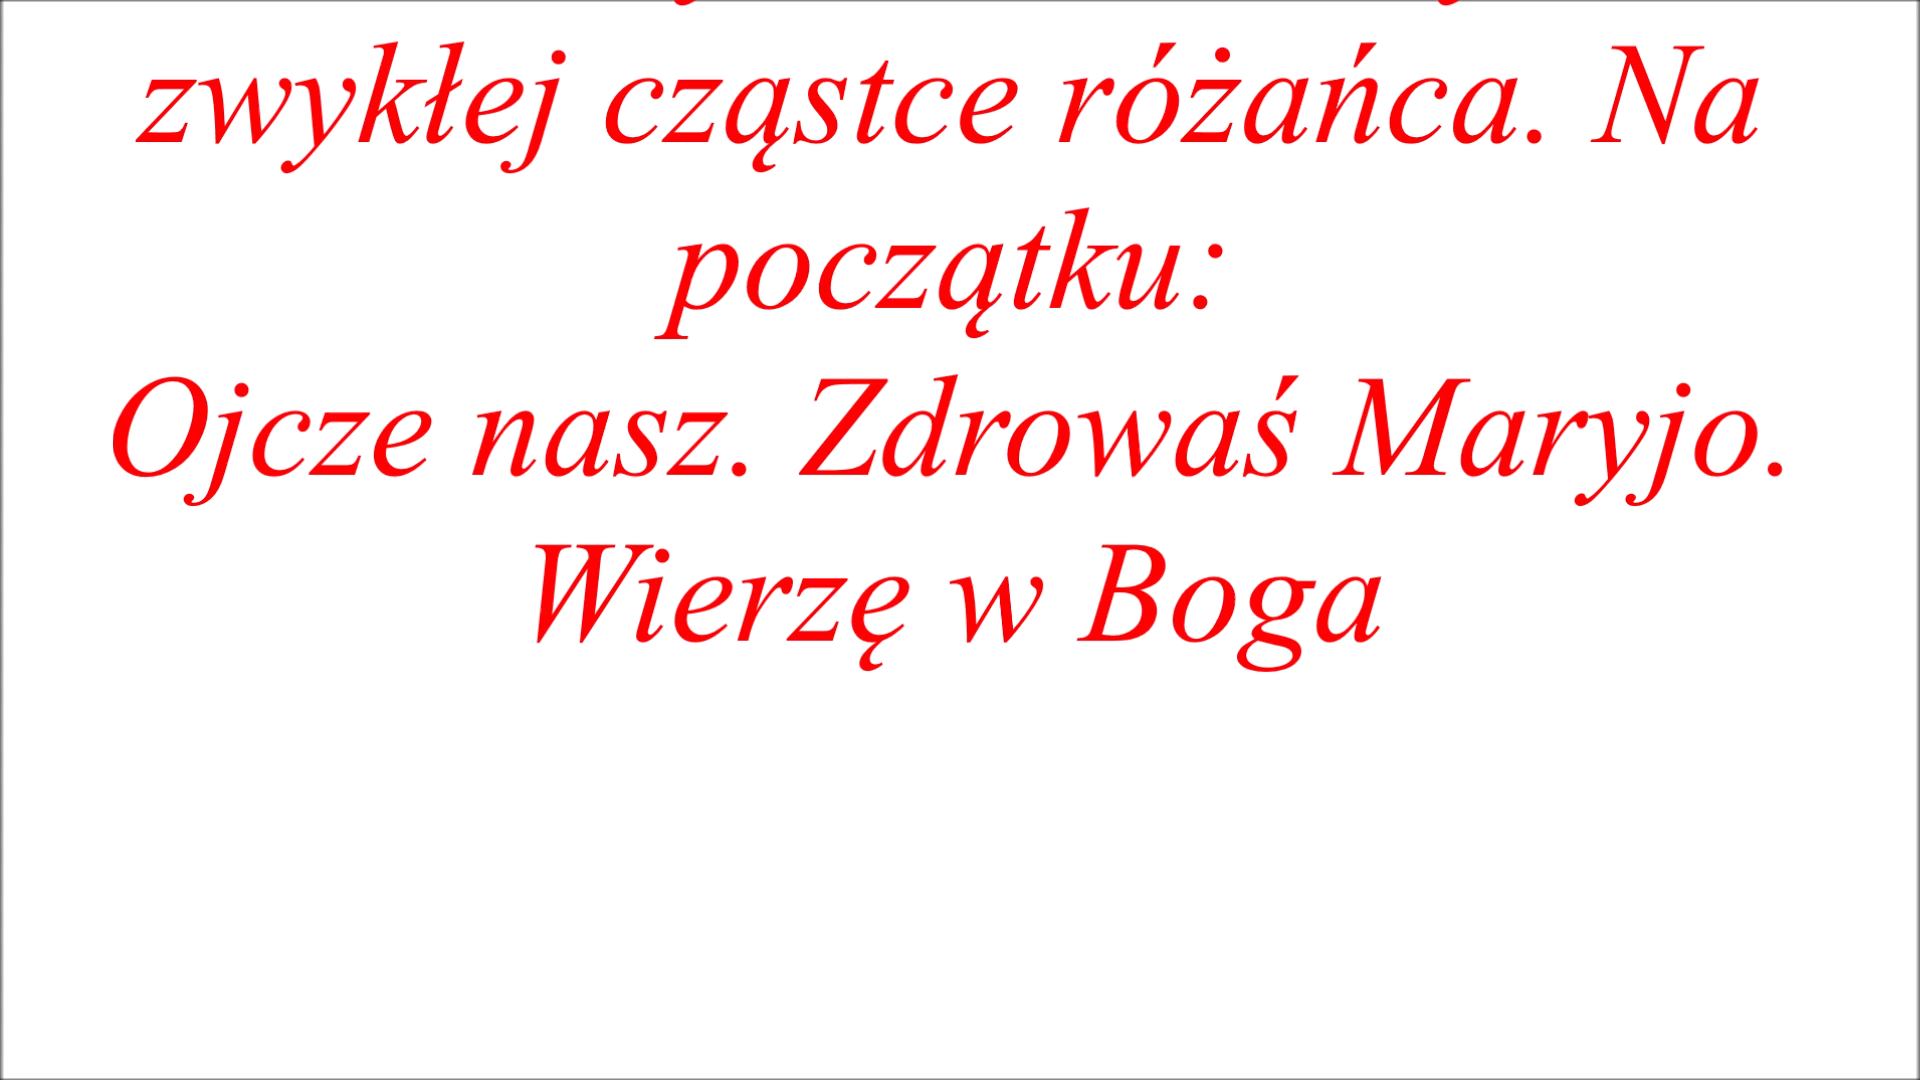 zwykłej cząstce różańca. Na
początku:
Ojcze nasz. Zdrowaś Maryjo.
Wierzę w Boga